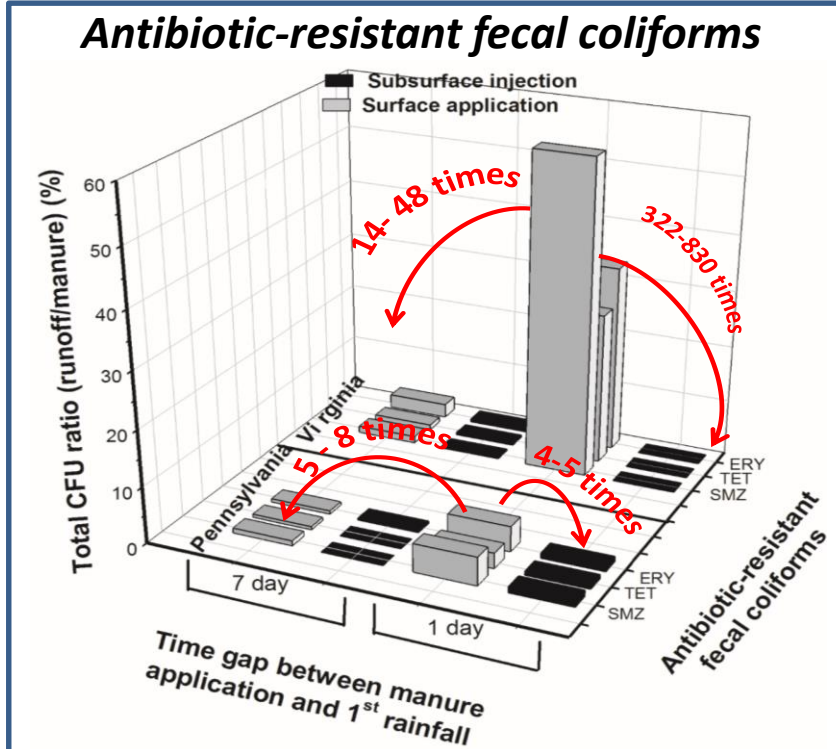 Antibiotic-resistant fecal coliforms
Subsurface injection
Surface application
Total CFU ratio (runoff/manure) (%)
60
50
40
30
20
10
0
14- 48 times
322-830 times
5 - 8 times
4-5 times
Pennsylvania
Vi rginia
ERY
TET
SMZ
ERY
TET
SMZ
7 day
1 day
Time gap between manure
application and 1st rainfall
Antibiotic-resistant
fecal coliforms